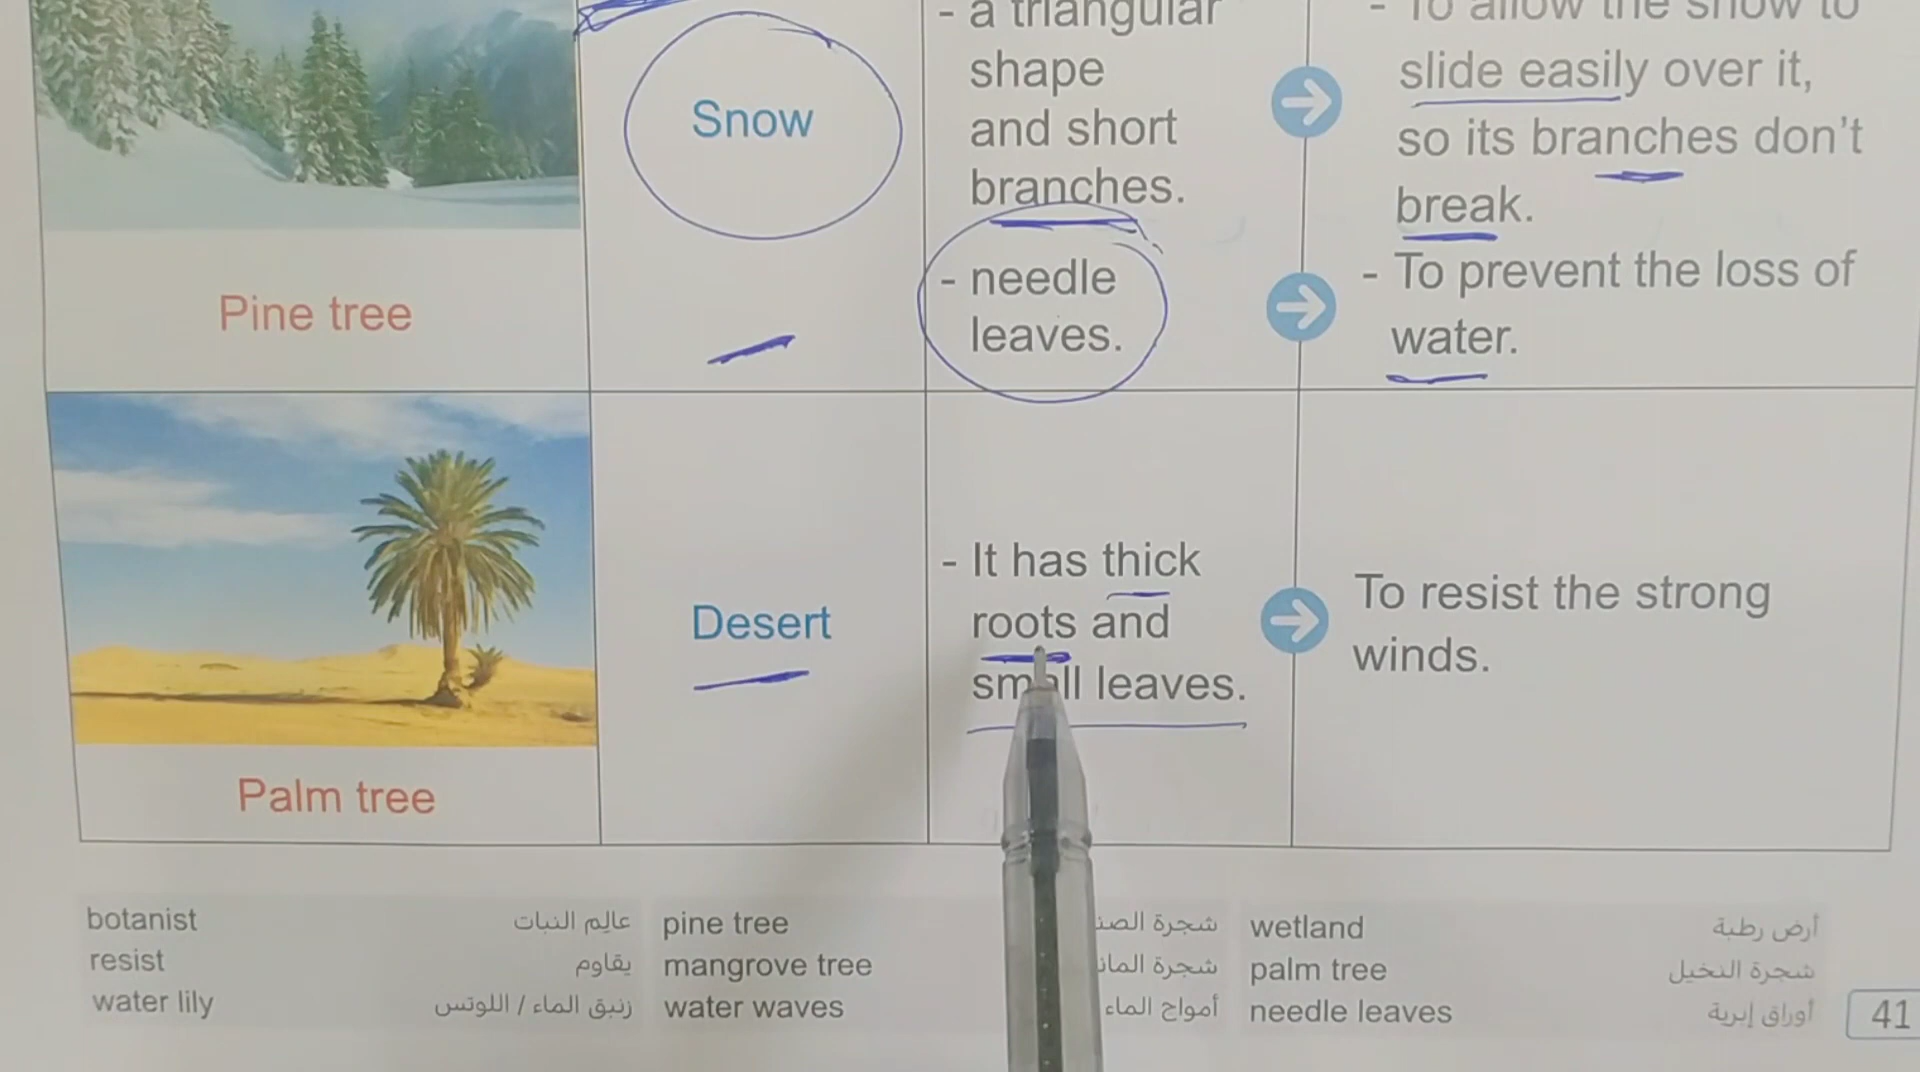 - a triangular
shape
and short
branches.
- needle
leaves.
- To allow the snow to
slide easily over it,
so its branches don't
break.
- To prevent the loss of
water.
Snow
Pine tree
Desert
- It has thick
roots and
small leaves.
To resist the strong
winds.
Palm tree
botanist عالِم النبات
resist يقاوم
water lily زنبق الماء / اللوتس
pine tree شجرة
mangrove tree شجرة
water waves أمواج الماء
wetland أرض رطبة
palm tree شجرة النخيل
needle leaves أوراق إبرية
41